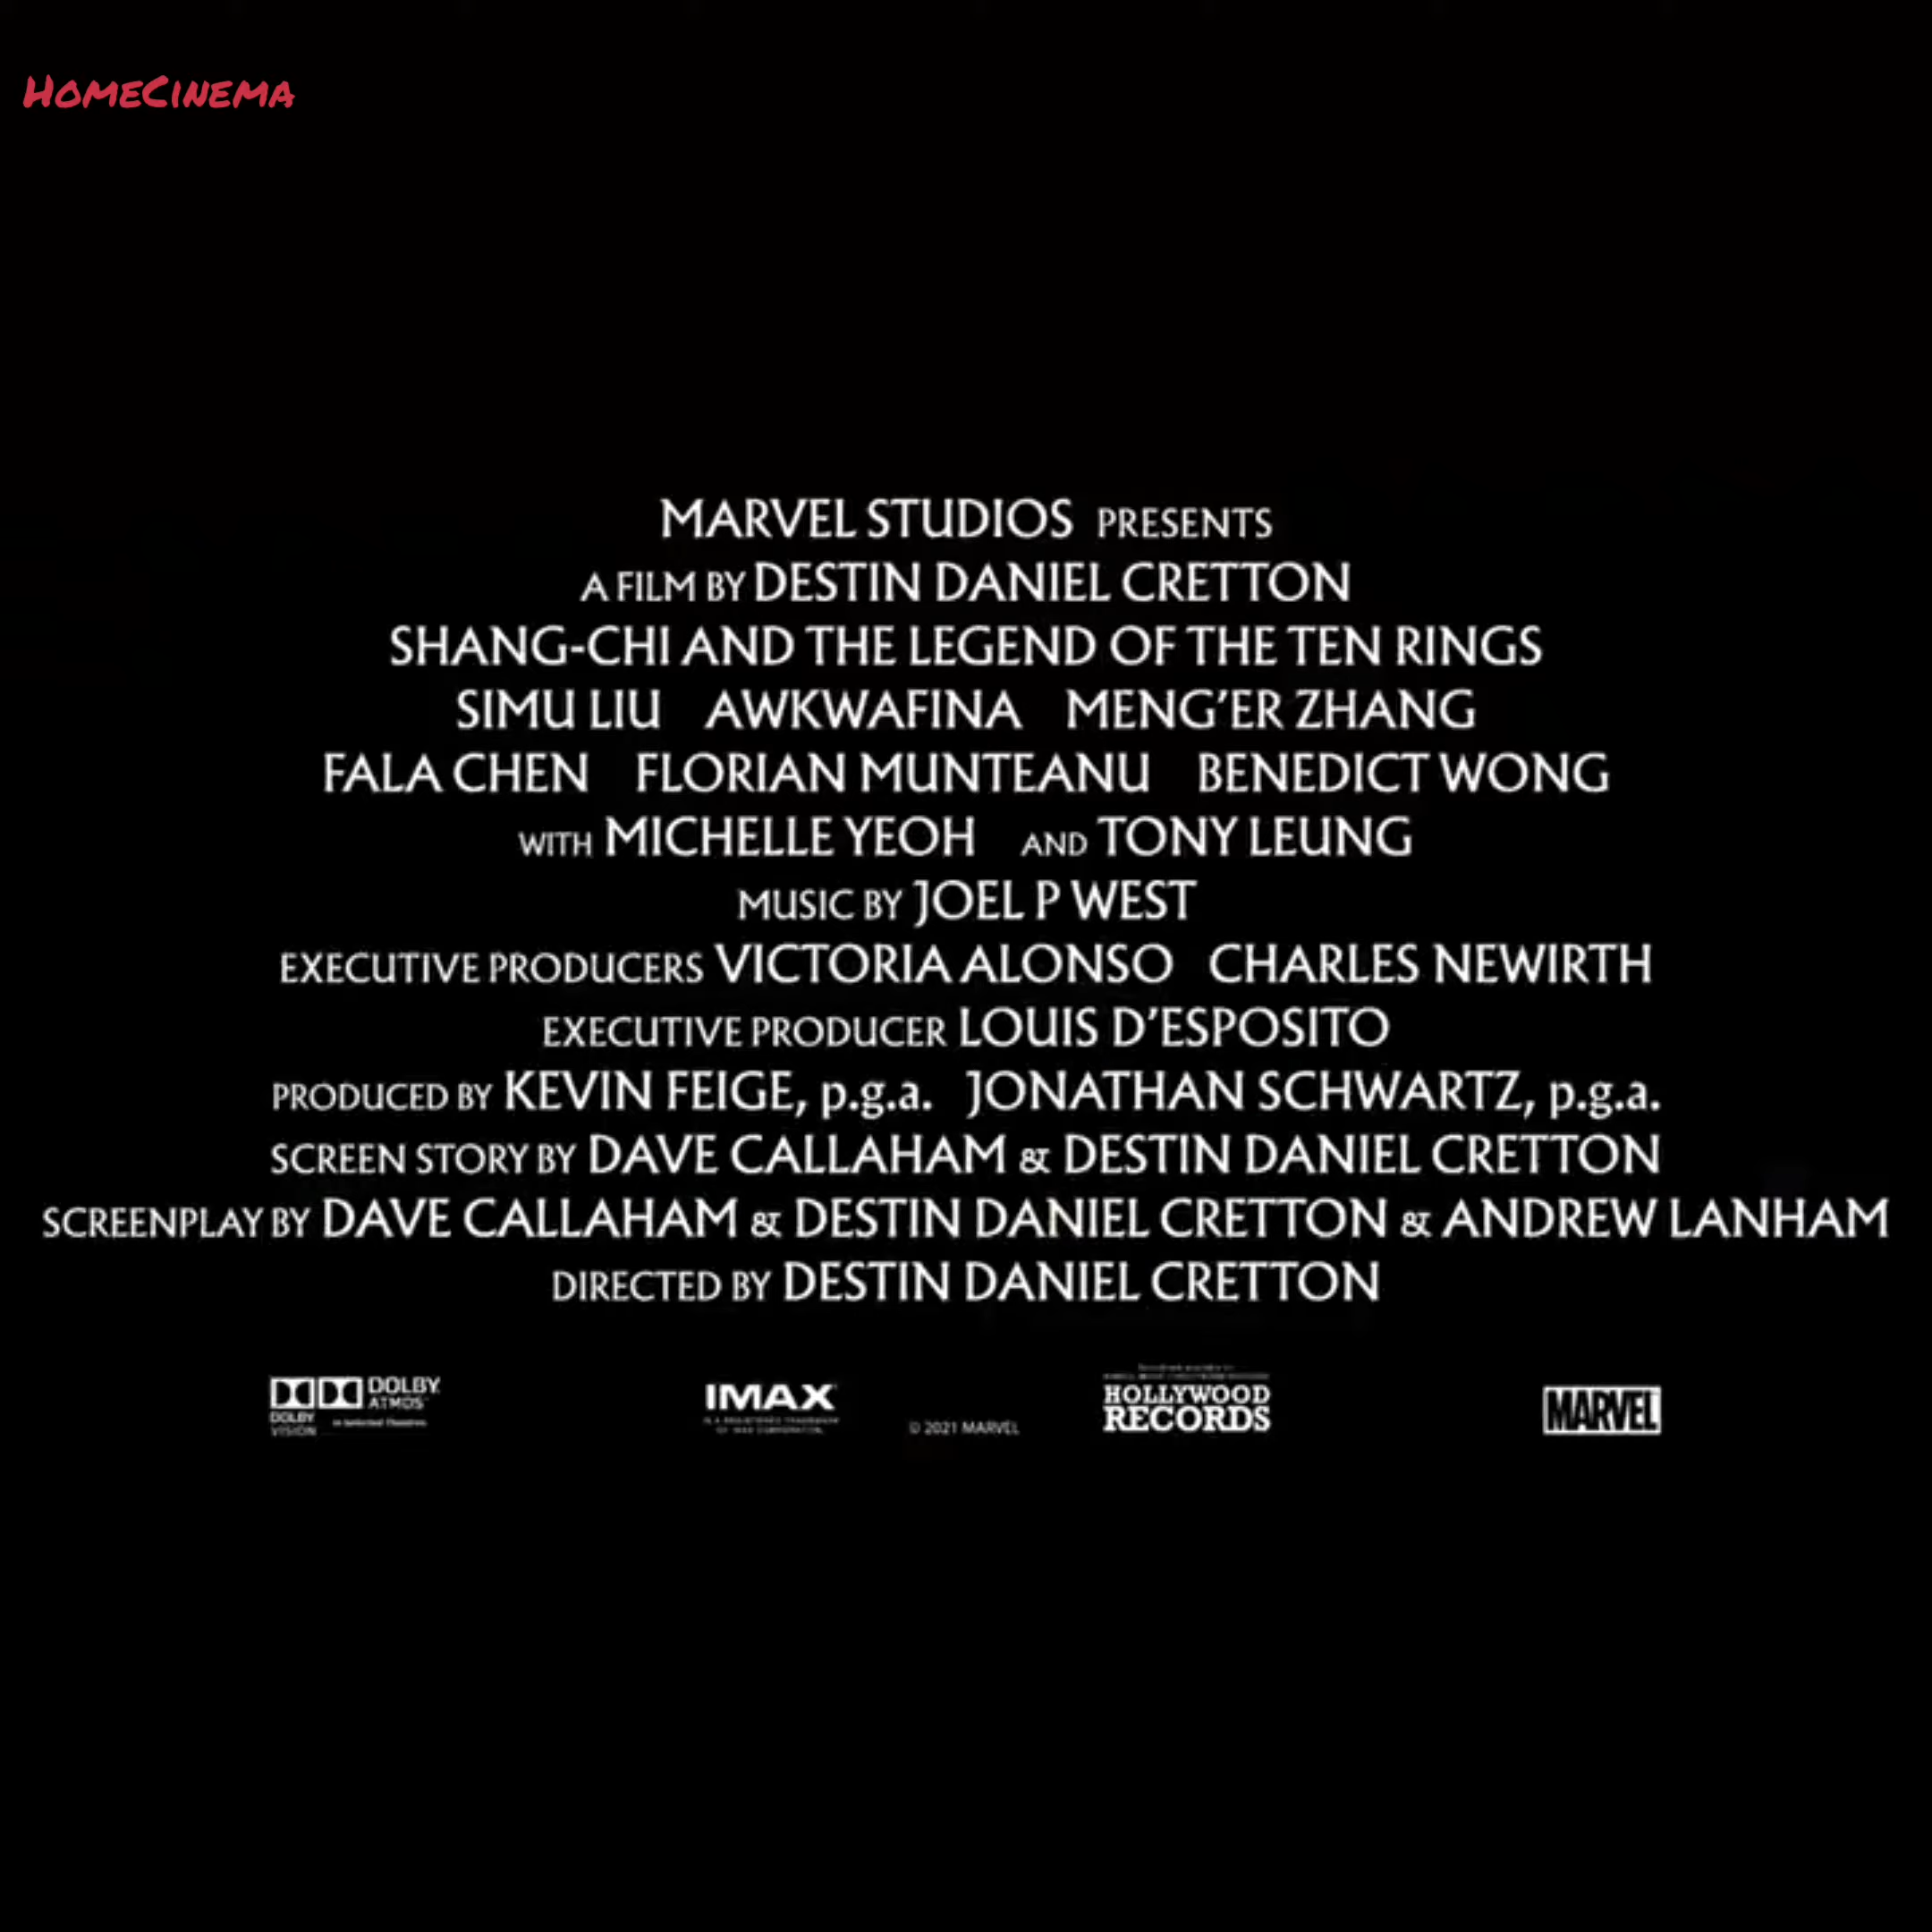 HomeCinema
MARVEL STUDIOS PRESENTS
A FILM BY DESTIN DANIEL CRETTON
SHANG-CHI AND THE LEGEND OF THE TEN RINGS
SIMU LIU AWKWAFINA MENG'ER ZHANG
FALA CHEN FLORIAN MUNTEANU BENEDICT WONG
WITH MICHELLE YEOH AND TONY LEUNG
MUSIC BY JOEL P WEST
EXECUTIVE PRODUCERS VICTORIA ALONSO CHARLES NEWIRTH
EXECUTIVE PRODUCER LOUIS D'ESPOSITO
PRODUCED BY KEVIN FEIGE, p.g.a. JONATHAN SCHWARTZ, p.g.a.
SCREEN STORY BY DAVE CALLAHAM & DESTIN DANIEL CRETTON
SCREENPLAY BY DAVE CALLAHAM & DESTIN DANIEL CRETTON & ANDREW LANHAM
DIRECTED BY DESTIN DANIEL CRETTON
DOLBY
ATMOS
DOLBY
VISION
IMAX
© 2021 MARVEL
HOLLYWOOD
RECORDS
MARVEL